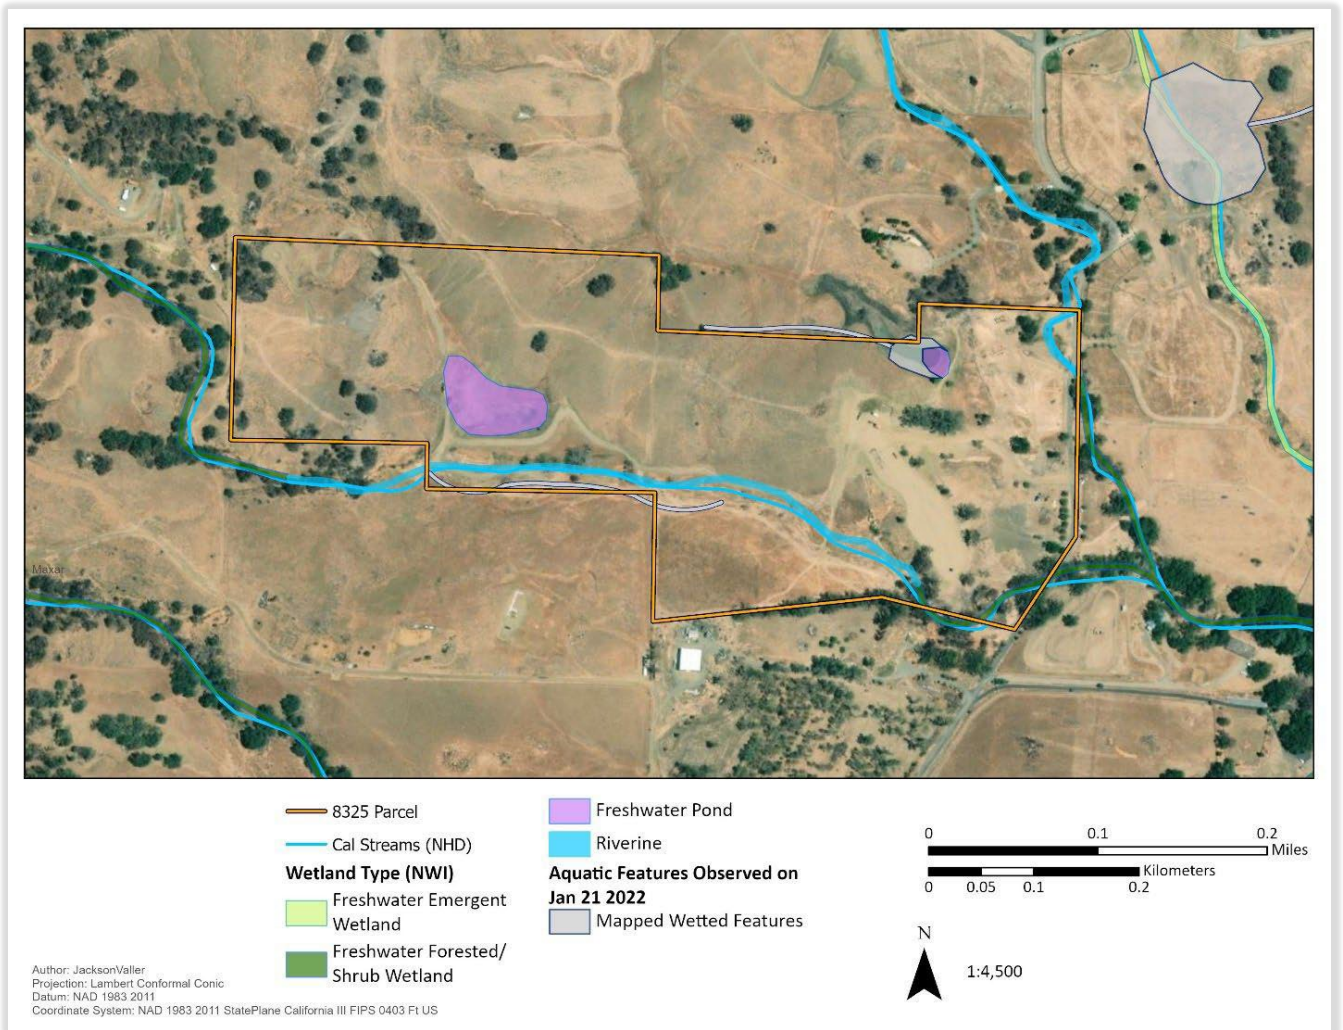 Maxar
8325 Parcel
Cal Streams (NHD)
Wetland Type (NWI)
Freshwater Emergent
Wetland
Freshwater Forested/
Shrub Wetland
Freshwater Pond
Riverine
Aquatic Features Observed on
Jan 21 2022
Mapped Wetted Features
0 0.1 0.2
Miles
Kilometers
0 0.05 0.1 0.2
N
1:4,500
Author: JacksonValler
Projection: Lambert Conformal Conic
Datum: NAD 1983 2011
Coordinate System: NAD 1983 2011 StatePlane California III FIPS 0403 Ft US